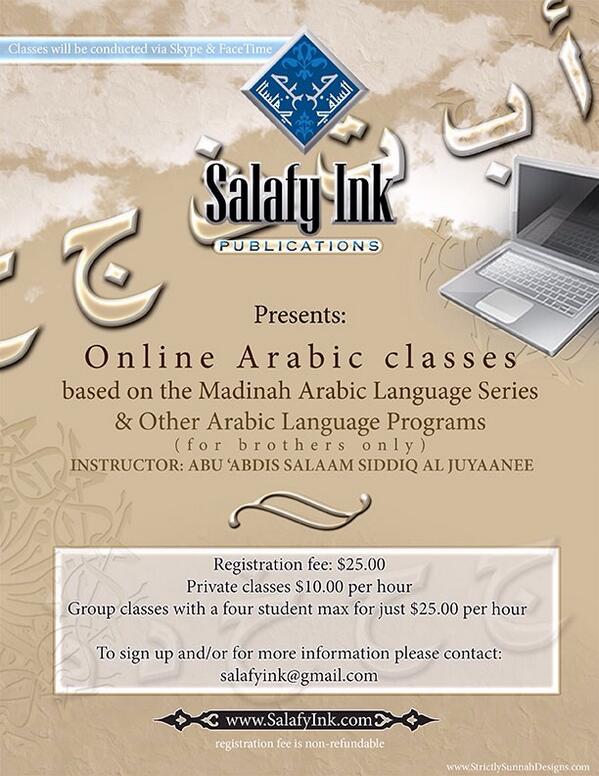 Classes will be conducted via Skype & FaceTime
أ ب ت خ ج
Salafy Ink
PUBLICATIONS
Presents:
Online Arabic classes
based on the Madinah Arabic Language Series
& Other Arabic Language Programs
(for brothers only)
INSTRUCTOR: ABU ‘ABDIS SALAAM SIDDIQ AL JUYAANEE
Registration fee: $25.00
Private classes $10.00 per hour
Group classes with a four student max for just $25.00 per hour
To sign up and/or for more information please contact:
salafyink@gmail.com
www.SalafyInk.com
registration fee is non-refundable
www.StrictlySunnahDesigns.com